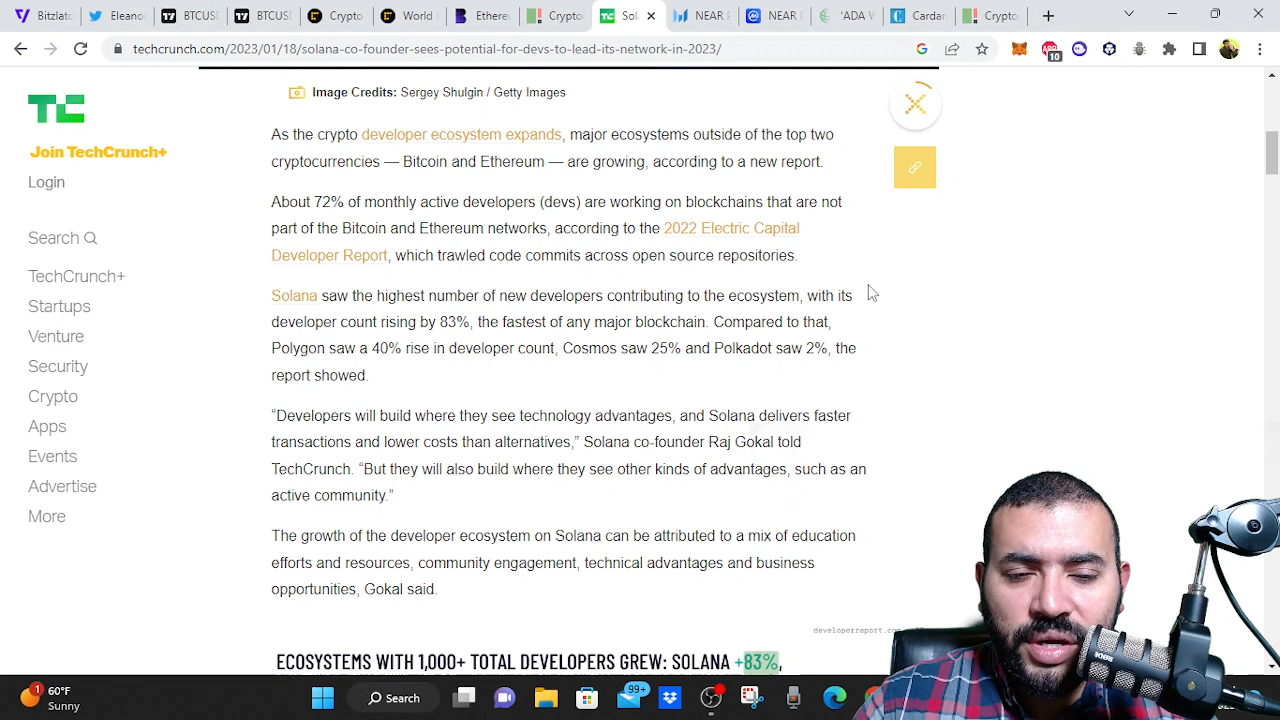 Teleno
BTCUSD
BTCUSD
Crypto
Crypto
Ethere
Crypto
Sol
NEAR P
NEAR P
'ADA W
Crypto
techcrunch.com/2023/01/18/solana-co-founder-sees-potential-for-devs-to-lead-its-network-in-2023/
10
Join TechCrunch+
Login
Search
TechCrunch+
Startups
Venture
Security
Crypto
Apps
Events
Advertise
More
Image Credits: Sergey Shulgin / Getty Images
As the crypto developer ecosystem expands, major ecosystems outside of the top two
cryptocurrencies — Bitcoin and Ethereum — are growing, according to a new report.
About 72% of monthly active developers (devs) are working on blockchains that are not
part of the Bitcoin and Ethereum networks, according to the 2022 Electric Capital
Developer Report, which trawled code commits across open source repositories.
Solana saw the highest number of new developers contributing to the ecosystem, with its
developer count rising by 83%, the fastest of any major blockchain. Compared to that,
Polygon saw a 40% rise in developer count, Cosmos saw 25% and Polkadot saw 2%, the
report showed.
“Developers will build where they see technology advantages, and Solana delivers faster
transactions and lower costs than alternatives,” Solana co-founder Raj Gokal told
TechCrunch. “But they will also build where they see other kinds of advantages, such as an
active community.”
The growth of the developer ecosystem on Solana can be attributed to a mix of education
efforts and resources, community engagement, technical advantages and business
opportunities, Gokal said.
developerreport.com
ECOSYSTEMS WITH 1,000+ TOTAL DEVELOPERS GREW: SOLANA +83%,
RODE
1
60°F
Sunny
Search
99+